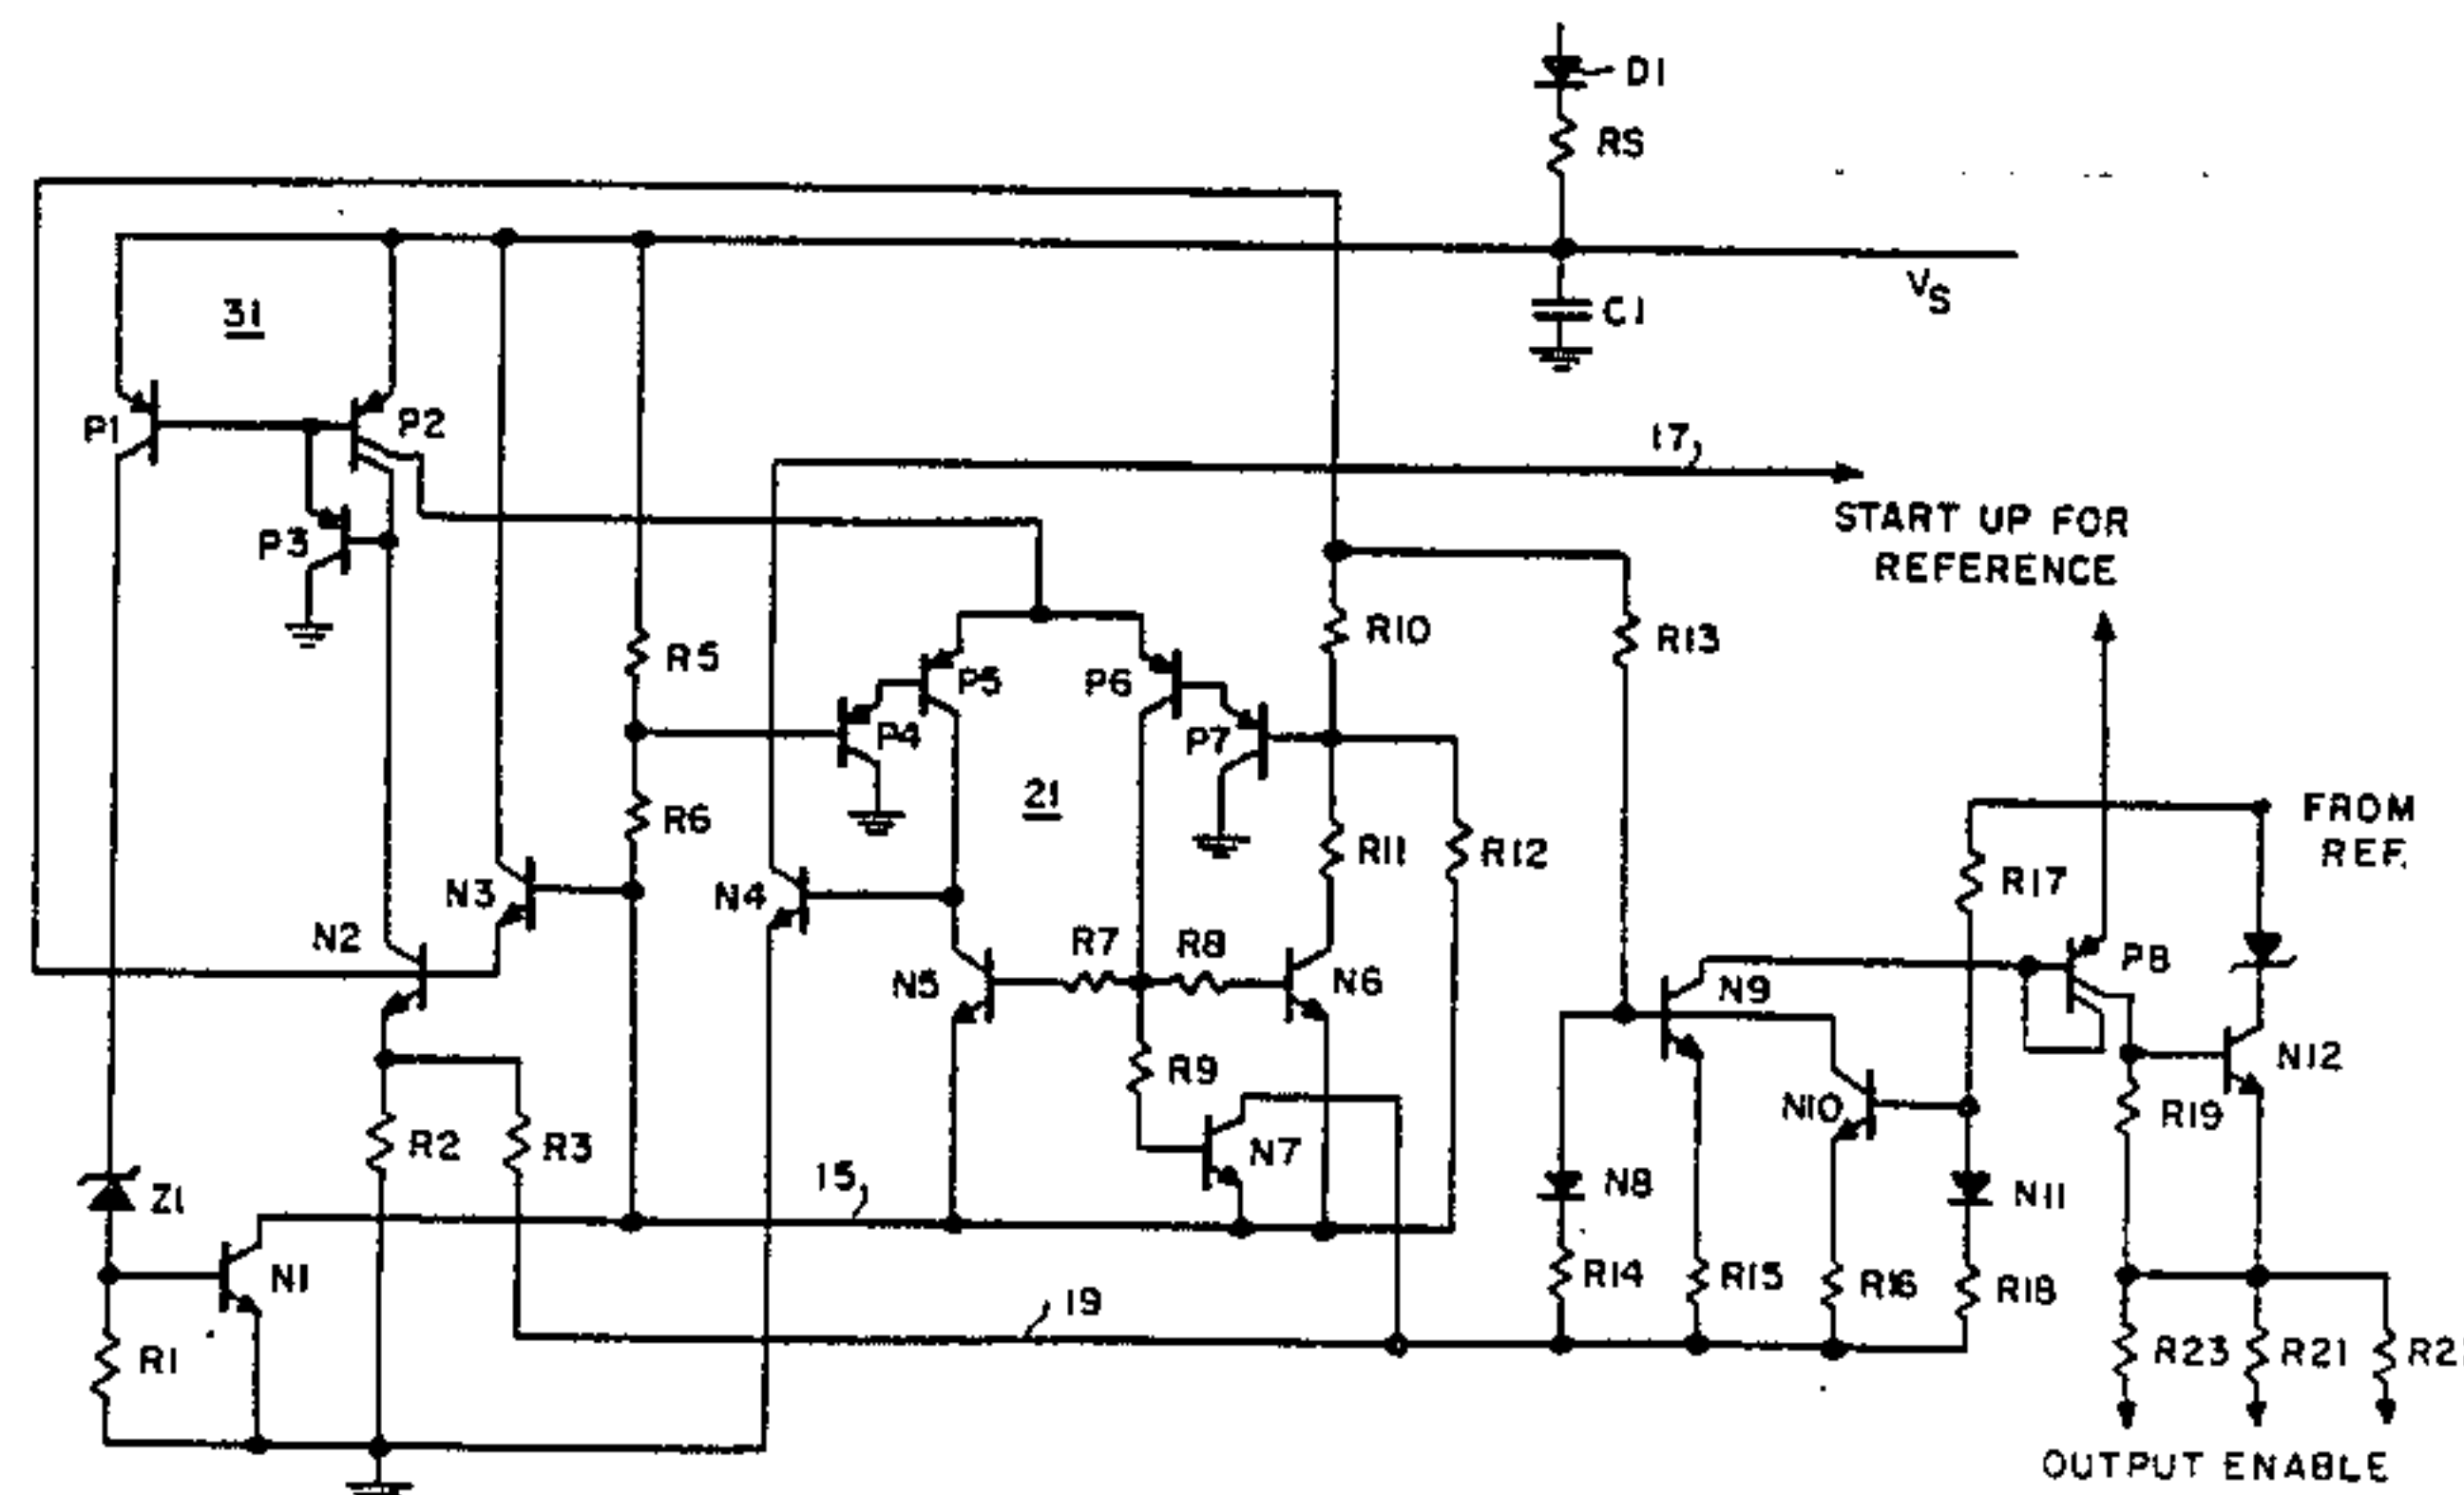 D1
RS
VS
C1
31
P1
P2
17
START UP FOR
REFERENCE
P3
R5
R10
R13
P5
P6
P4
P7
21
R6
R11
R12
FROM
REF.
R17
N3
N4
N2
R7
R8
N5
N6
N9
P8
N12
R9
N10
R19
R2
R3
N7
15
N8
N11
Z1
N1
R14
R15
R16
R18
19
R1
R23
R21
R2
OUTPUT ENABLE